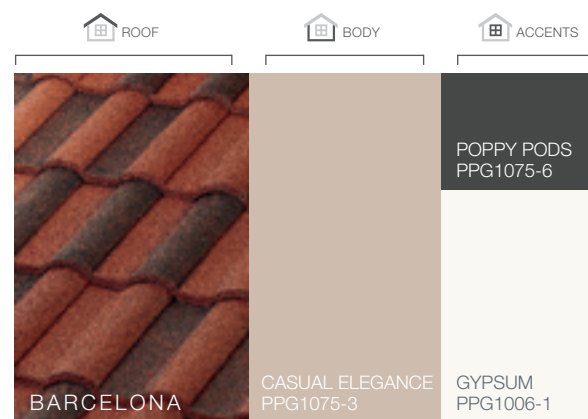 ROOF
BODY
ACCENTS
BARCELONA
CASUAL ELEGANCE
PPG1075-3
POPPY PODS
PPG1075-6
GYPSUM
PPG1006-1